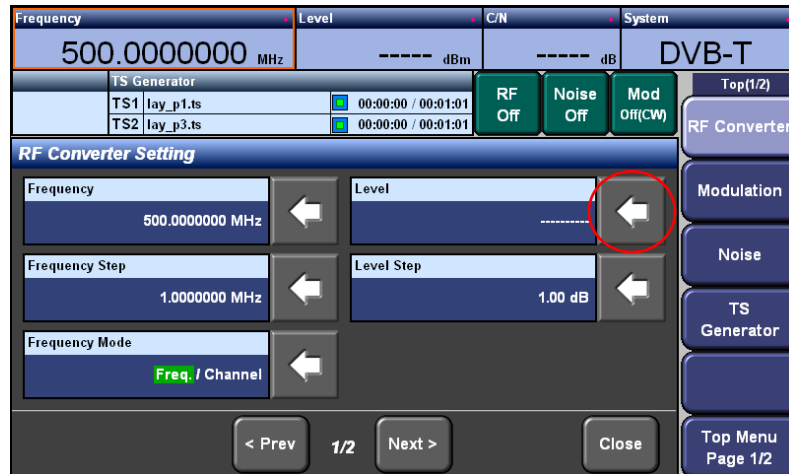 Frequency
Level
C/N
System
500.0000000 MHz
----- dBm
----- dB
DVB-T
TS Generator
TS1 lay_p1.ts 00:00:00 / 00:01:01
TS2 lay_p3.ts 00:00:00 / 00:01:01
RF Off
Noise Off
Mod Off(CW)
Top(1/2)
RF Converter
Modulation
Noise
TS Generator
Top Menu
Page 1/2
RF Converter Setting
Frequency
500.0000000 MHz
Level
----------
Frequency Step
1.0000000 MHz
Level Step
1.00 dB
Frequency Mode
Freq. / Channel
< Prev
1/2
Next >
Close